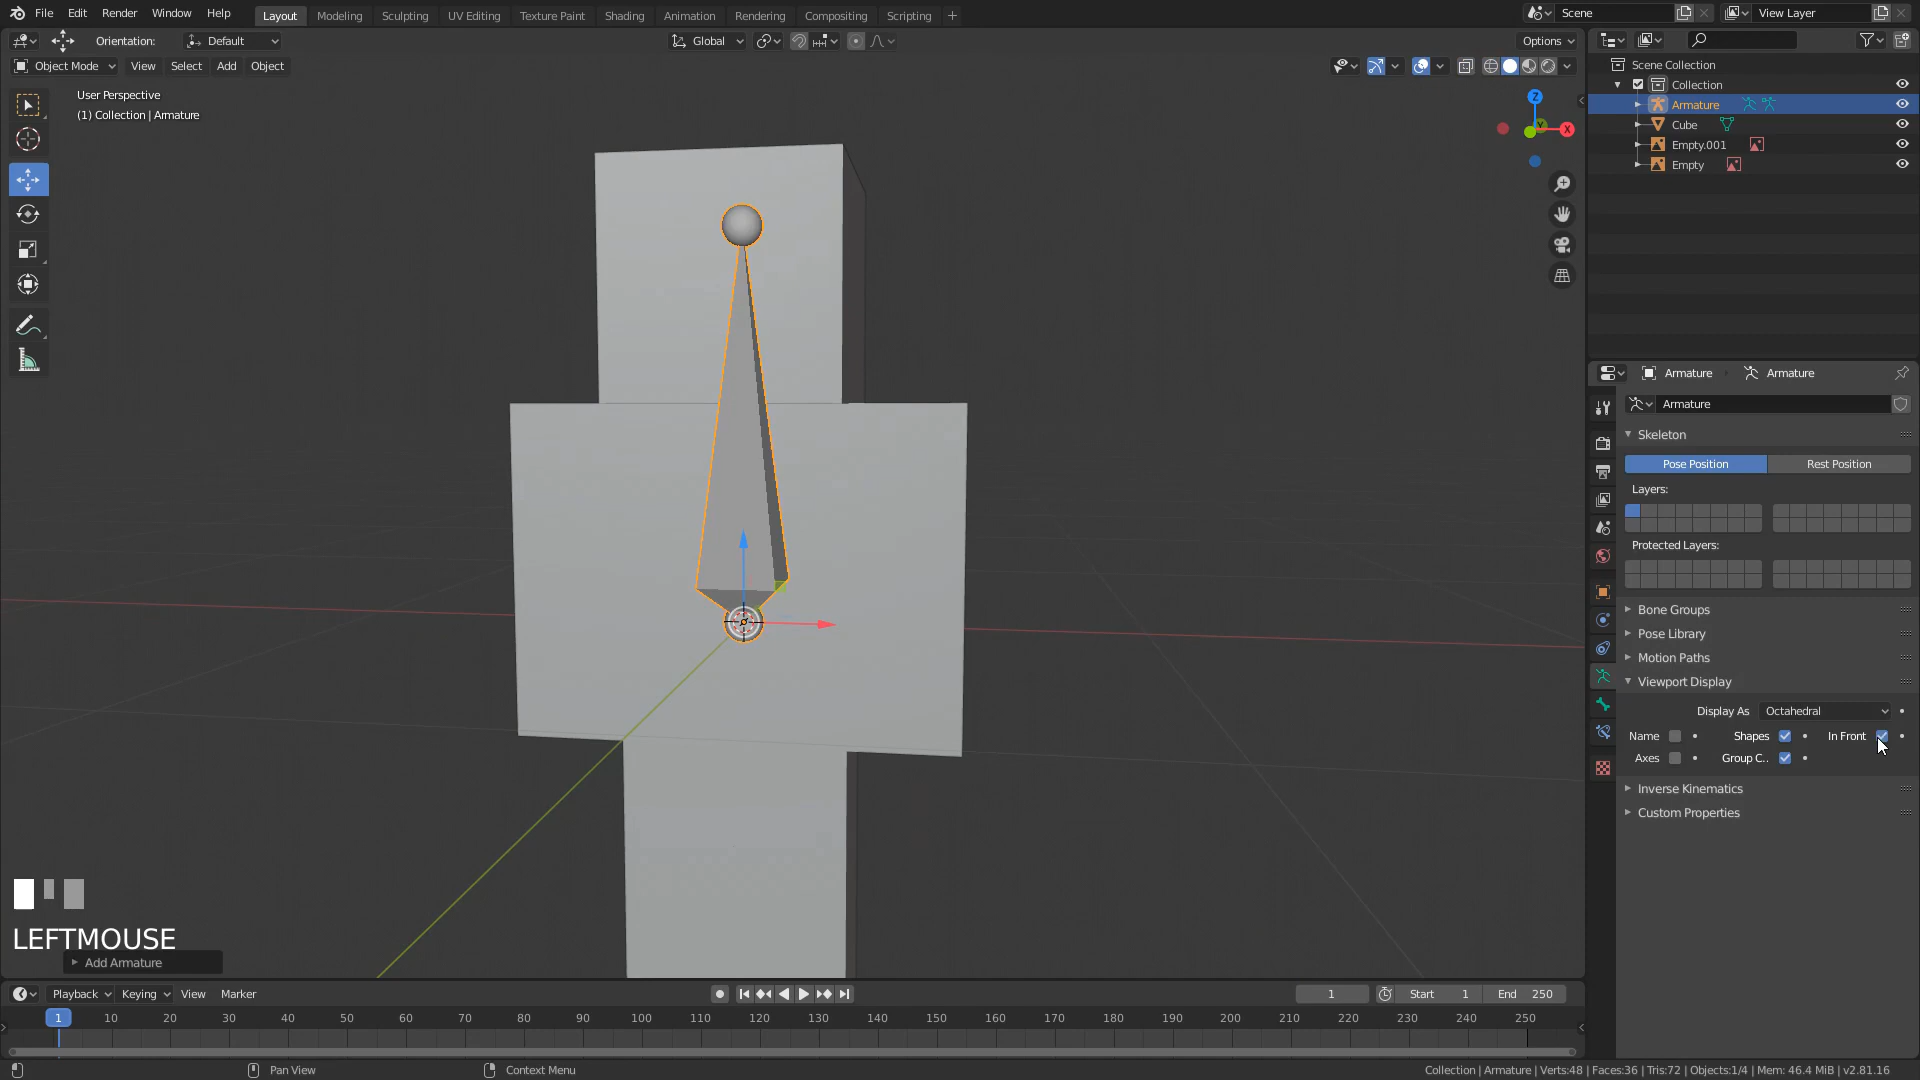 File Edit Render Window Help Layout Modeling Sculpting UV Editing Texture Paint Shading Animation Rendering Compositing Scripting + Scene View Layer
Orientation: Default Global Options
Object Mode View Select Add Object
User Perspective
(1) Collection | Armature
Z
Y
X
Scene Collection
Collection
Armature
Cube
Empty.001
Empty
Armature Armature
Armature
Skeleton
Pose Position Rest Position
Layers:
Protected Layers:
Bone Groups
Pose Library
Motion Paths
Viewport Display
Display As Octahedral
Name Shapes In Front
Axes Group C..
Inverse Kinematics
Custom Properties
LEFTMOUSE
Add Armature
Playback Keying View Marker 1 Start 1 End 250
1 10 20 30 40 50 60 70 80 90 100 110 120 130 140 150 160 170 180 190 200 210 220 230 240 250
Pan View Context Menu Collection | Armature | Verts:48 | Faces:36 | Tris:72 | Objects:1/4 | Mem: 46.4 MiB | v2.81.16